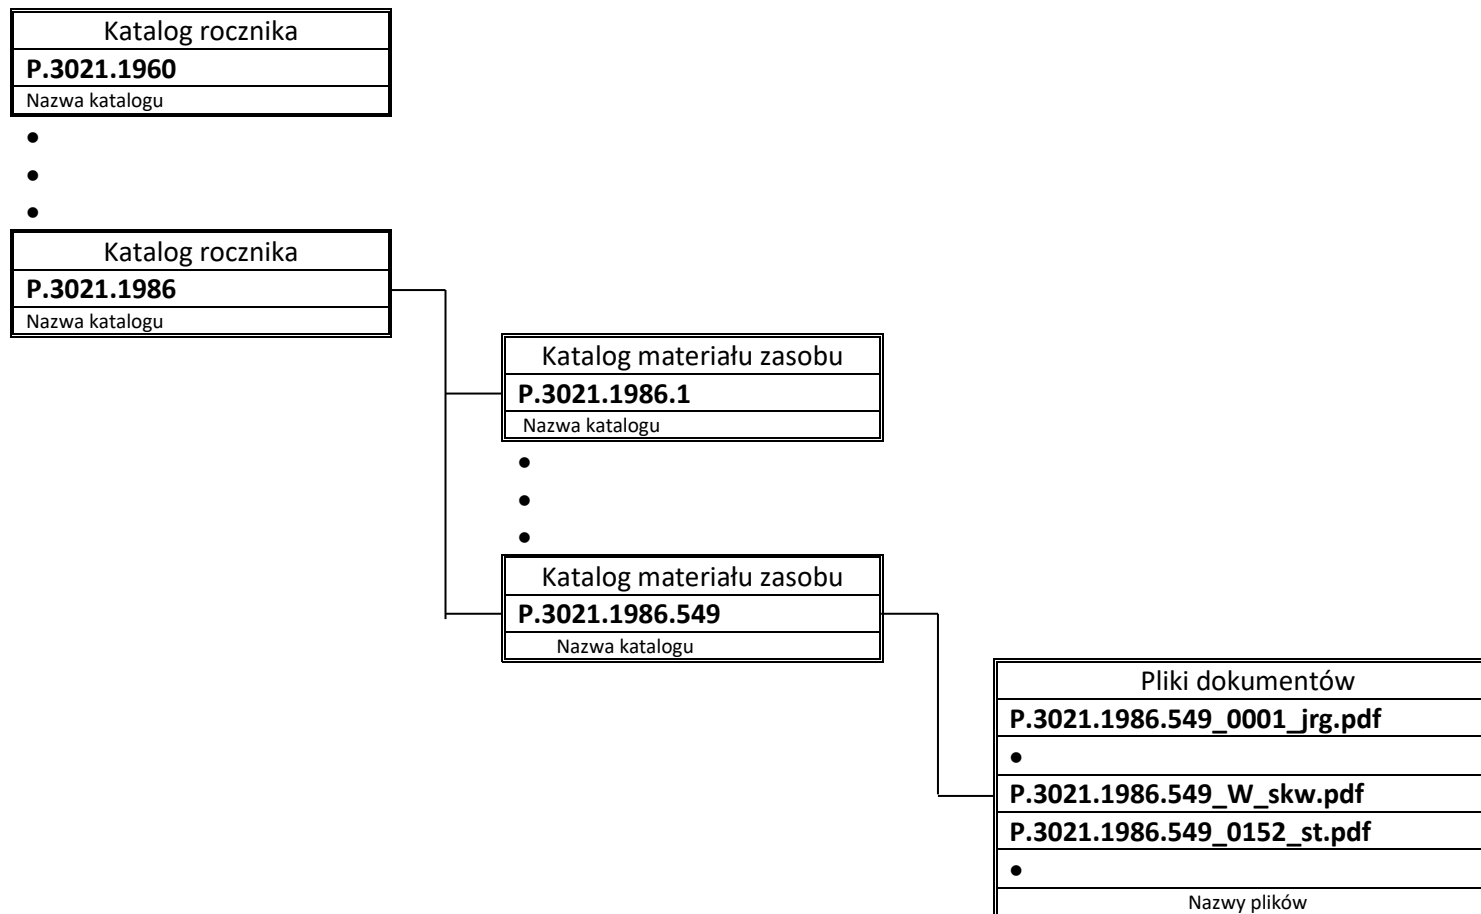 Katalog rocznika
P.3021.1960
Nazwa katalogu
•
•
•
Katalog rocznika
P.3021.1986
Nazwa katalogu
Katalog materiału zasobu
P.3021.1986.1
Nazwa katalogu
•
•
•
Katalog materiału zasobu
P.3021.1986.549
Nazwa katalogu
Pliki dokumentów
P.3021.1986.549_0001_jrg.pdf
•
P.3021.1986.549_W_skw.pdf
P.3021.1986.549_0152_st.pdf
•
Nazwy plików